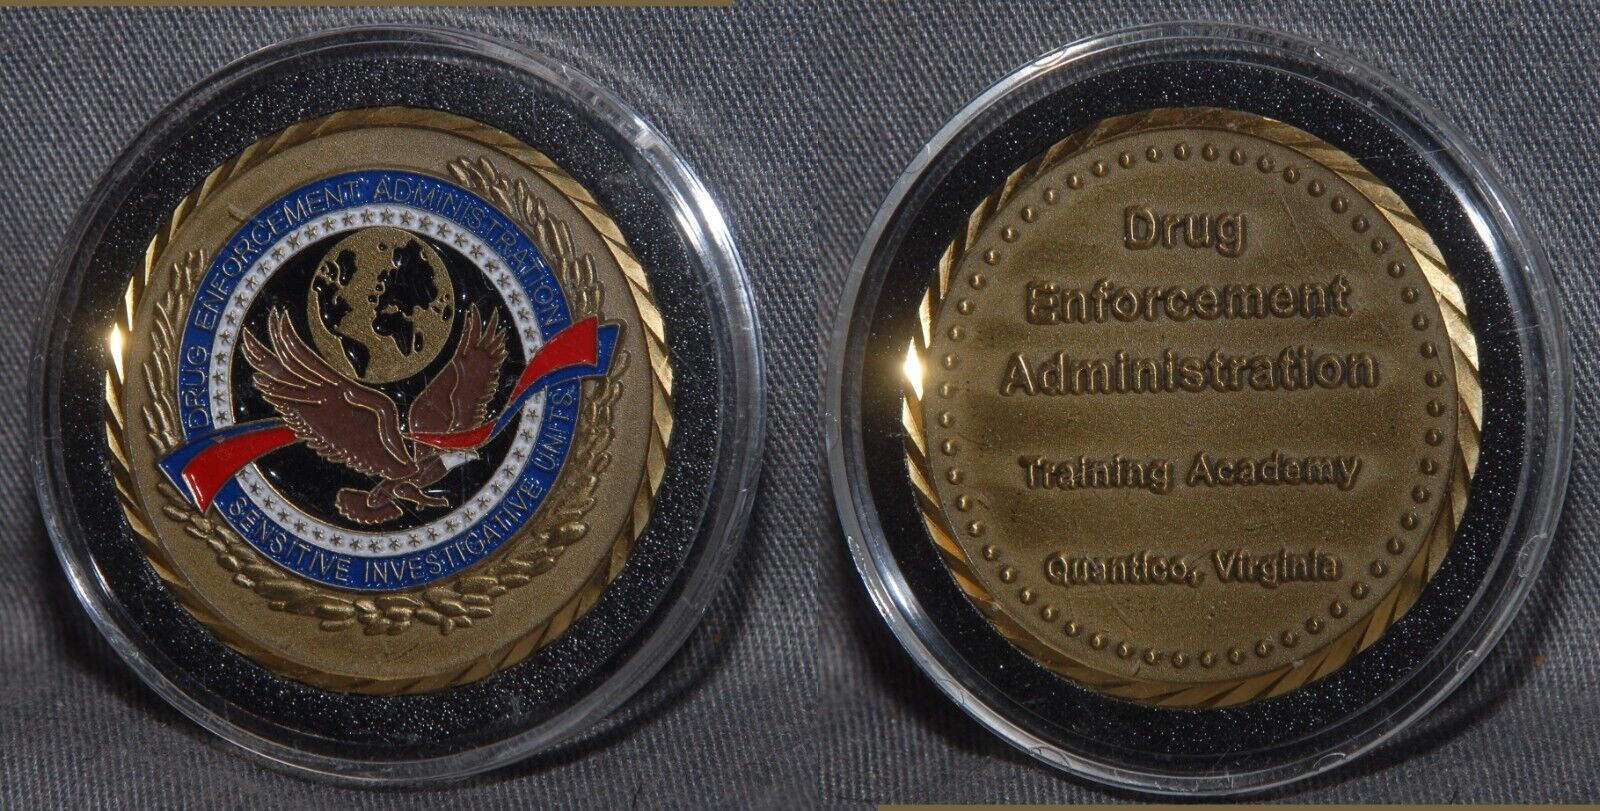 DRUG ENFORCEMENT ADMINISTRATION
SENSITIVE INVESTIGATIVE UNITS
Drug
Enforcement
Administration
Training Academy
Quantico, Virginia